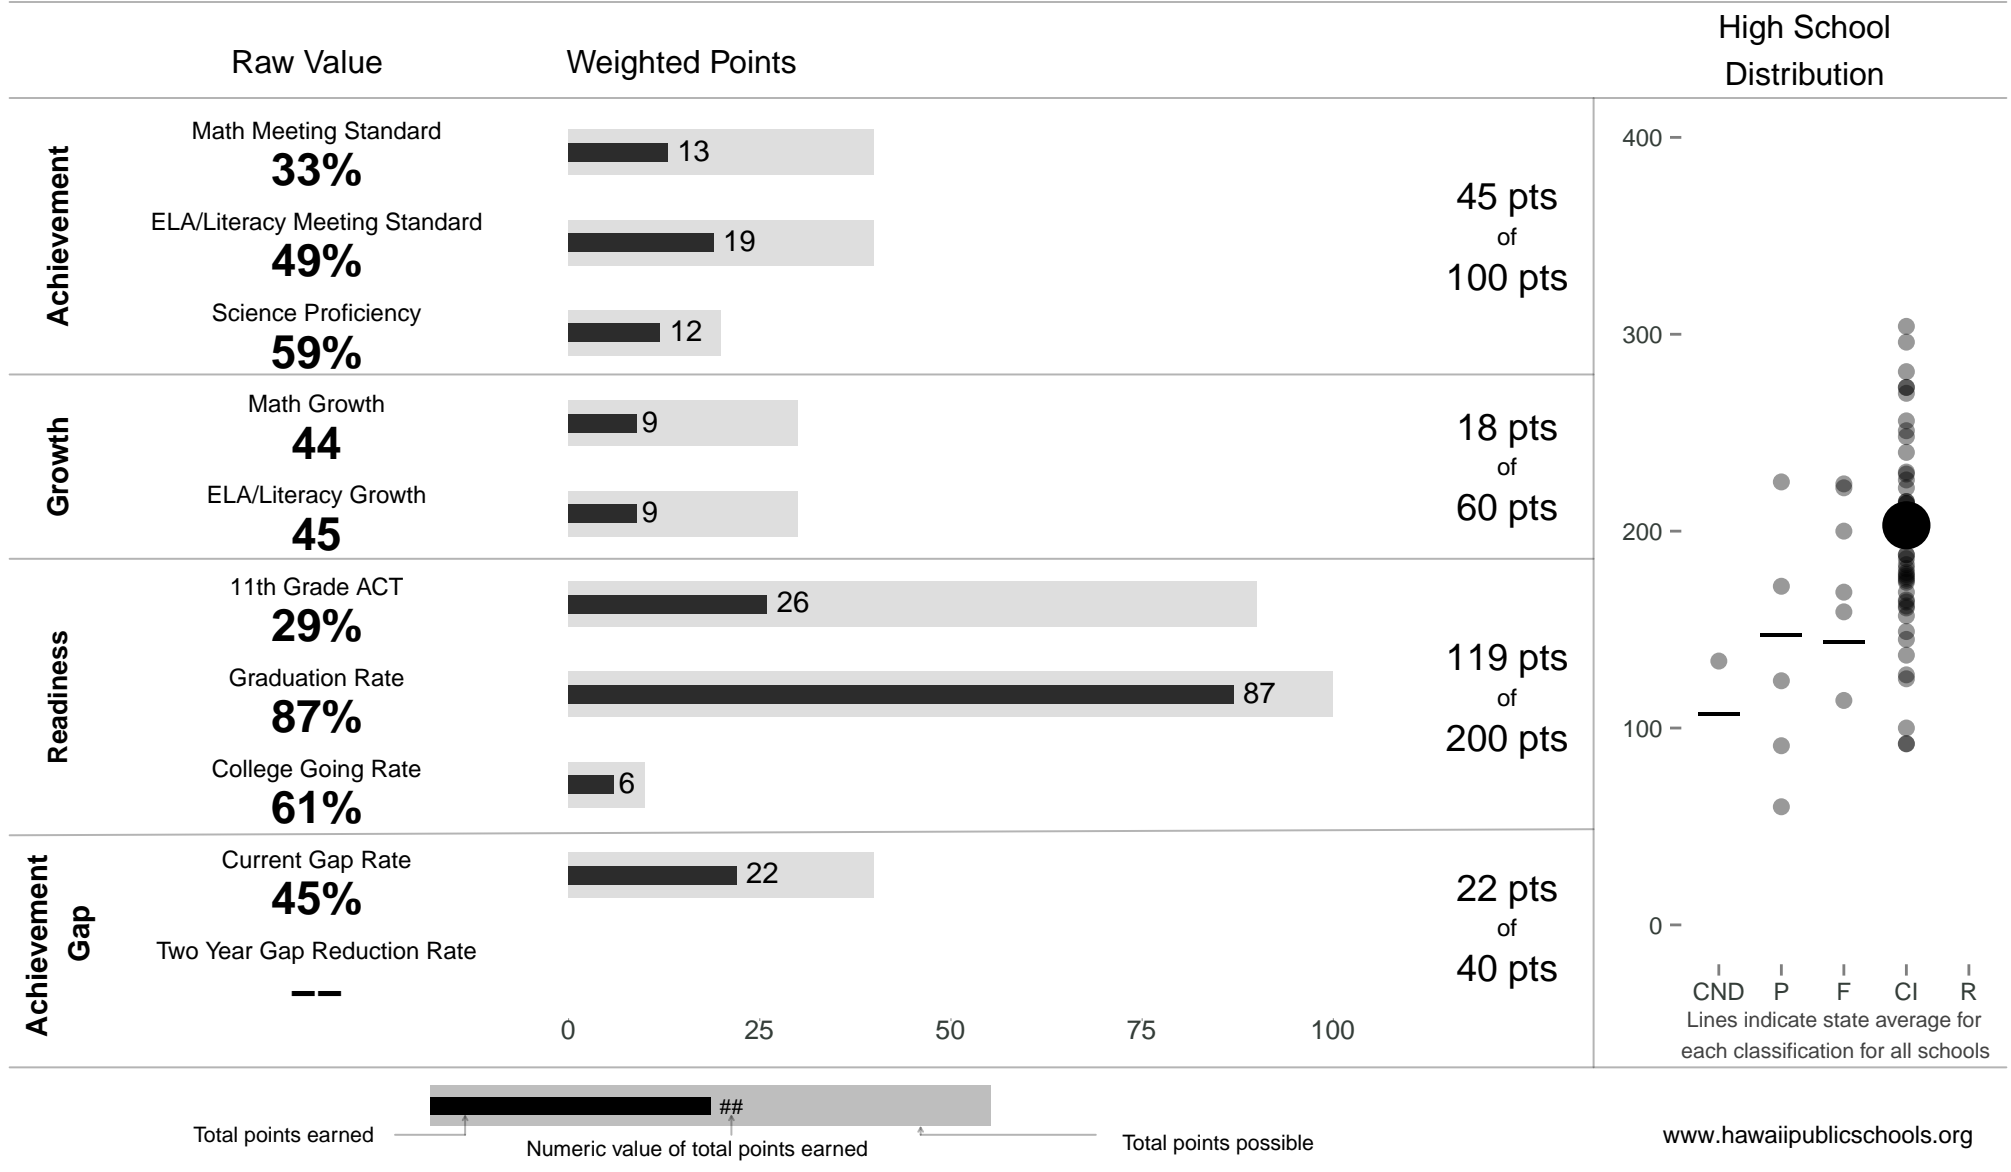 Raw Value
Weighted Points
High School
Distribution
Achievement
Math Meeting Standard
33%
13
ELA/Literacy Meeting Standard
49%
19
Science Proficiency
59%
12
45 pts
of
100 pts
Growth
Math Growth
44
9
ELA/Literacy Growth
45
9
18 pts
of
60 pts
Readiness
11th Grade ACT
29%
26
Graduation Rate
87%
87
College Going Rate
61%
6
119 pts
of
200 pts
Achievement
Gap
Current Gap Rate
45%
22
Two Year Gap Reduction Rate
--
22 pts
of
40 pts
0 25 50 75 100
400
300
200
100
0
CND P F CI R
Lines indicate state average for
each classification for all schools
##
Total points earned
Numeric value of total points earned
Total points possible
www.hawaiipublicschools.org